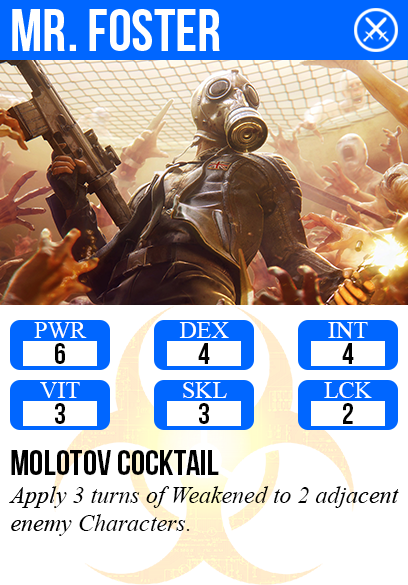 MR. FOSTER
PWR DEX INT
6 4 4
VIT SKL LCK
3 3 2
MOLOTOV COCKTAIL
Apply 3 turns of Weakened to 2 adjacent
enemy Characters.